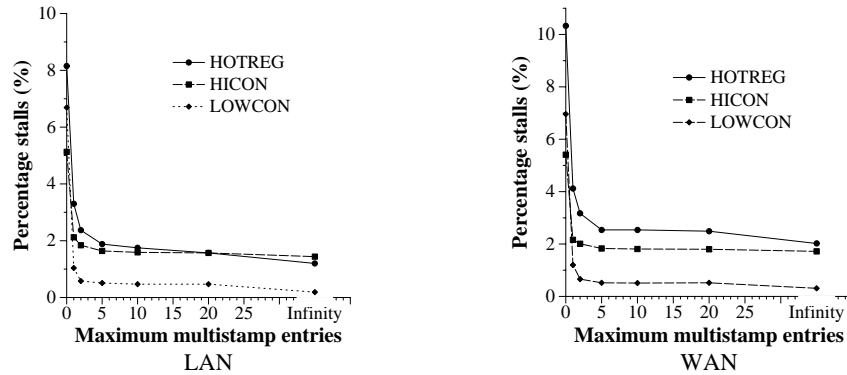 10
8
6
4
2
0
Percentage stalls (%)
HOTREG
HICON
LOWCON
0 5 10 15 20 25 Infinity
Maximum multistamp entries
LAN
10
8
6
4
2
0
Percentage stalls (%)
HOTREG
HICON
LOWCON
0 5 10 15 20 25 Infinity
Maximum multistamp entries
WAN